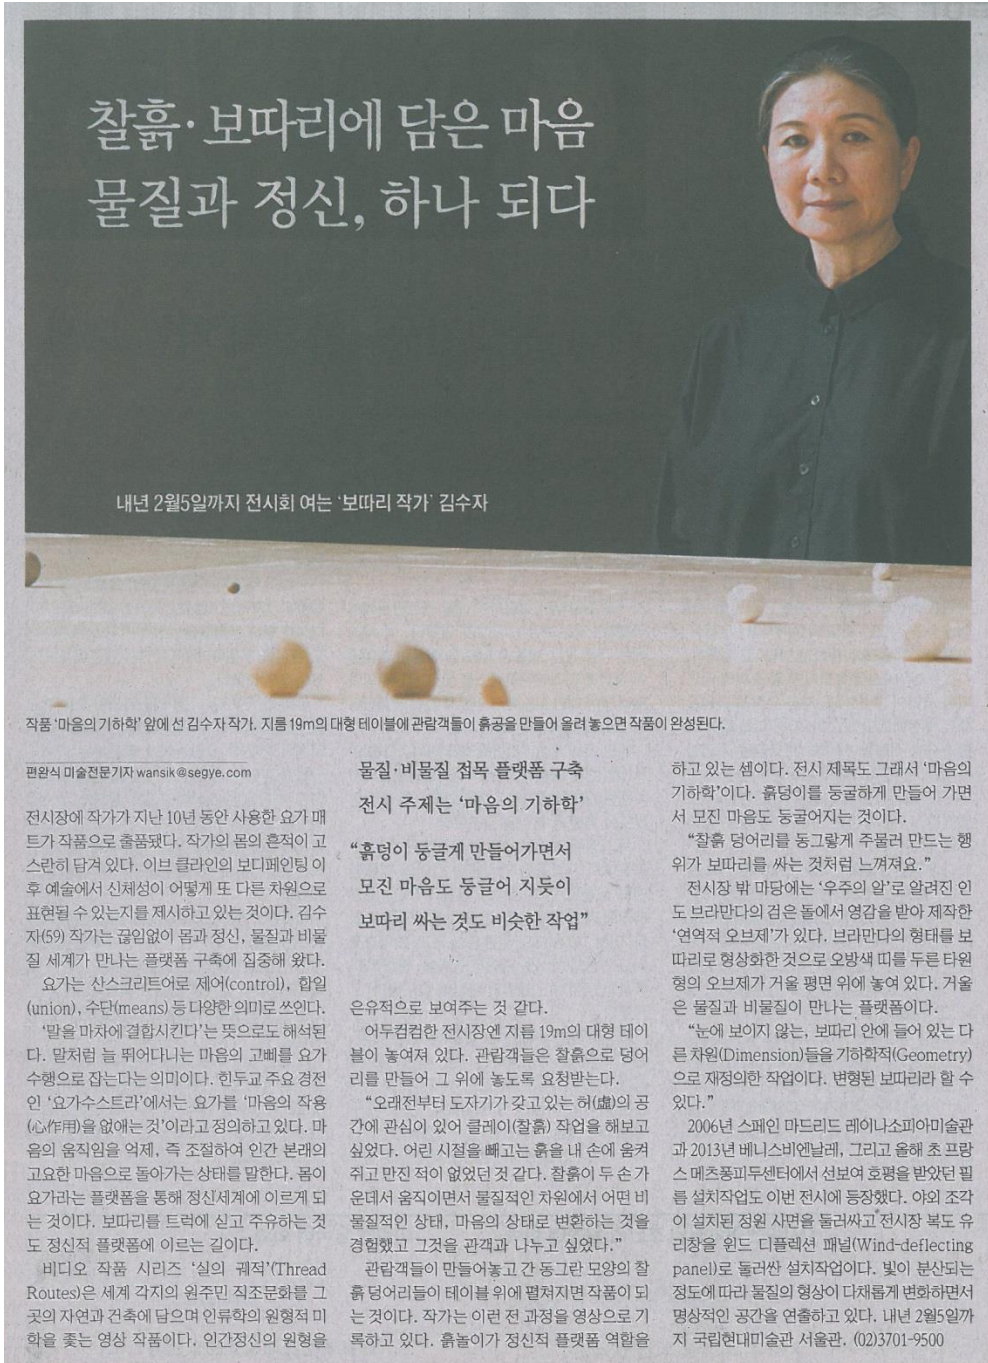 찰흙·보따리에 담은 마음
물질과 정신, 하나 되다
내년 2월5일까지 전시회 여는 ‘보따리 작가’ 김수자
작품 ‘마음의 기하학’ 앞에 선 김수자 작가. 지름 19m의 대형 테이블에 관람객들이 흙공을 만들어 올려 놓으면 작품이 완성된다.
편완식 미술전문기자 wansik@segye.com
전시장에 작가가 지난 10년 동안 사용한 요가 매
트가 작품으로 출품됐다. 작가의 몸의 흔적이 고
스란히 담겨 있다. 이브 클라인의 보디페인팅 이
후 예술에서 신체성이 어떻게 또 다른 차원으로
표현될 수 있는지를 제시하고 있는 것이다. 김수
자(59) 작가는 끊임없이 몸과 정신, 물질과 비물
질 세계가 만나는 플랫폼 구축에 집중해 왔다.
요가는 산스크리트어로 제어(control), 합일
(union), 수단(means) 등 다양한 의미로 쓰인다.
‘말을 마차에 결합시킨다’는 뜻으로도 해석된
다. 말처럼 늘 뛰어다니는 마음의 고삐를 요가
수행으로 잡는다는 의미이다. 힌두교 주요 경전
인 ‘요가수스트라’에서는 요가를 ‘마음의 작용
(心作用)을 없애는 것’이라고 정의하고 있다. 마
음의 움직임을 억제, 즉 조절하여 인간 본래의
고요한 마음으로 돌아가는 상태를 말한다. 몸이
요가라는 플랫폼을 통해 정신세계에 이르게 되
는 것이다. 보따리를 트럭에 싣고 주유하는 것
도 정신적 플랫폼에 이르는 길이다.
비디오 작품 시리즈 ‘실의 궤적’(Thread
Routes)은 세계 각지의 원주민 직조문화를 그
곳의 자연과 건축에 담으며 인류학의 원형적 미
학을 좇는 영상 작품이다. 인간정신의 원형을
물질·비물질 접목 플랫폼 구축
전시 주제는 ‘마음의 기하학’
“흙덩이 둥글게 만들어가면서
모진 마음도 둥글어 지듯이
보따리 싸는 것도 비슷한 작업”
은유적으로 보여주는 것 같다.
어두컴컴한 전시장엔 지름 19m의 대형 테이
블이 놓여져 있다. 관람객들은 찰흙으로 덩어
리를 만들어 그 위에 놓도록 요청받는다.
“오래전부터 도자기가 갖고 있는 허(虛)의 공
간에 관심이 있어 클레이(찰흙) 작업을 해보고
싶었다. 어린 시절을 빼고는 흙을 내 손에 움켜
쥐고 만진 적이 없었던 것 같다. 찰흙이 두 손 가
운데서 움직이면서 물질적인 차원에서 어떤 비
물질적인 상태, 마음의 상태로 변환하는 것을
경험했고 그것을 관객과 나누고 싶었다.”
관람객들이 만들어놓고 간 동그란 모양의 찰
흙 덩어리들이 테이블 위에 펼쳐지면 작품이 되
는 것이다. 작가는 이런 전 과정을 영상으로 기
록하고 있다. 흙놀이가 정신적 플랫폼 역할을
하고 있는 셈이다. 전시 제목도 그래서 ‘마음의
기하학’이다. 흙덩이를 둥글하게 만들어 가면
서 모진 마음도 둥글어지는 것이다.
“찰흙 덩어리를 동그랗게 주물러 만드는 행
위가 보따리를 싸는 것처럼 느껴져요.”
전시장 밖 마당에는 ‘우주의 알’로 알려진 인
도 브라만다의 검은 돌에서 영감을 받아 제작한
‘연역적 오브제’가 있다. 브라만다의 형태를 보
따리로 형상화한 것으로 오방색 띠를 두른 타원
형의 오브제가 거울 평면 위에 놓여 있다. 거울
은 물질과 비물질이 만나는 플랫폼이다.
“눈에 보이지 않는, 보따리 안에 들어 있는 다
른 차원(Dimension)들을 기하학적(Geometry)
으로 재정의한 작업이다. 변형된 보따리라 할 수
있다.”
2006년 스페인 마드리드 레이나소피아미술관
과 2013년 베니스비엔날레, 그리고 올해 초 프랑
스 메츠퐁피두센터에서 선보여 호평을 받았던 필
름 설치작업도 이번 전시에 등장했다. 야외 조각
이 설치된 정원 사면을 둘러싸고 전시장 복도 유
리창을 윈드 디플렉션 패널(Wind-deflecting
panel)로 둘러싼 설치작업이다. 빛이 분산되는
정도에 따라 물질의 형상이 다채롭게 변화하면서
명상적인 공간을 연출하고 있다. 내년 2월5일까
지 국립현대미술관 서울관. (02)3701-9500